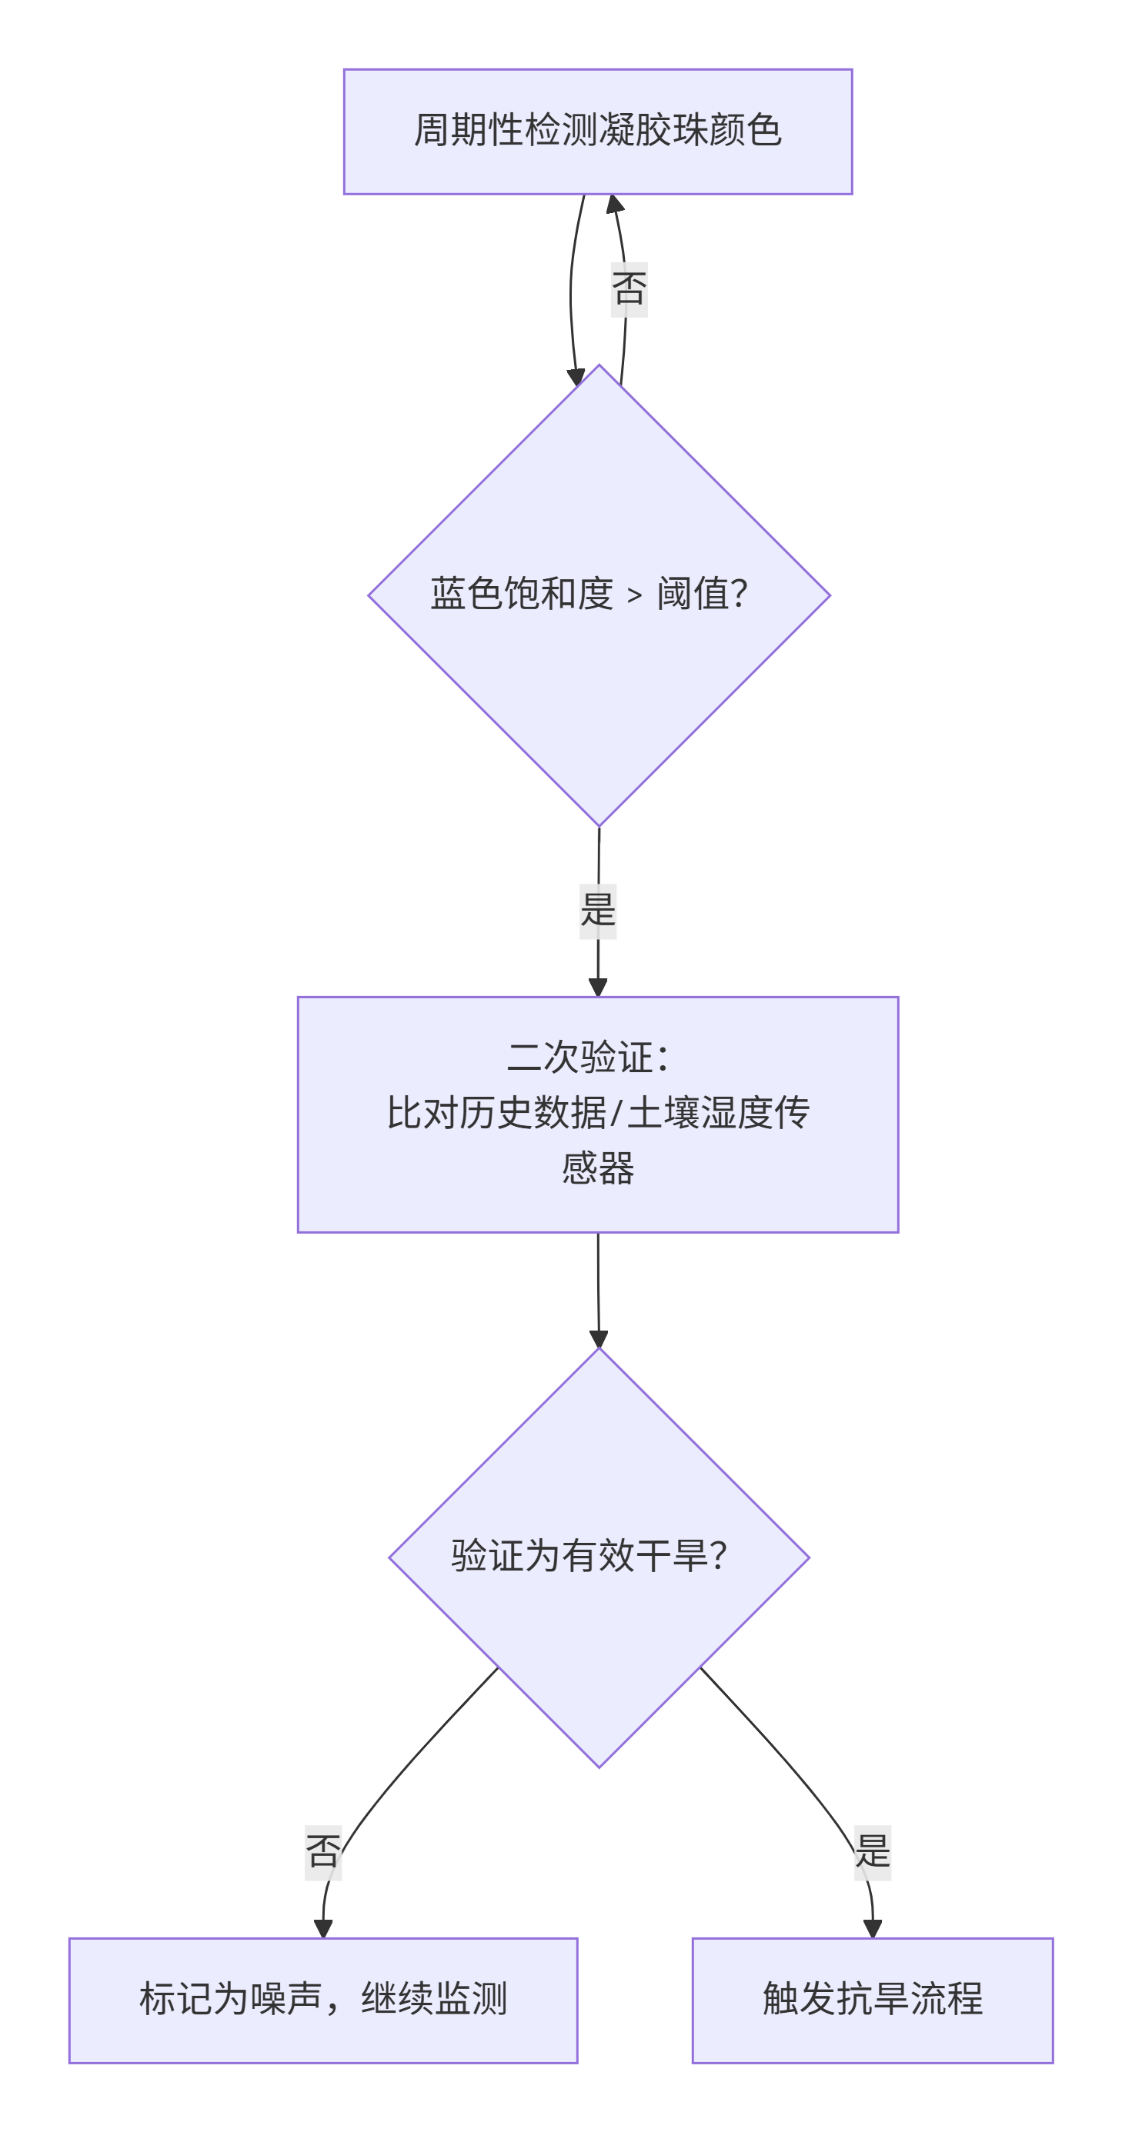 周期性检测凝胶珠颜色
否
蓝色饱和度 > 阈值？
是
二次验证：
比对历史数据/土壤湿度传
感器
验证为有效干旱？
否
是
标记为噪声，继续监测
触发抗旱流程